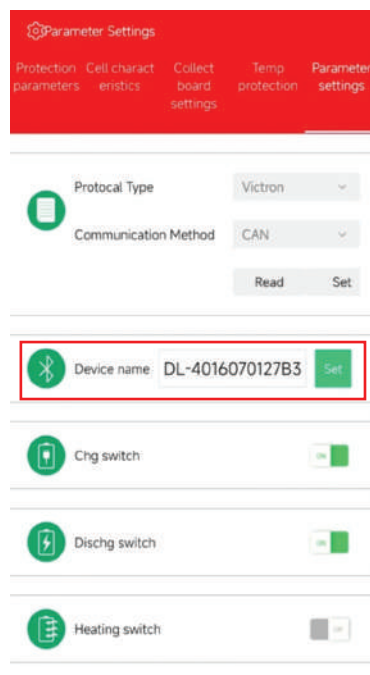 Parameter Settings
Protection parameters
Cell charact eristics
Collect board settings
Temp protection
Parameter settings
Protocal Type
Victron
Communication Method
CAN
Read
Set
Device name
DL-4016070127B3
Set
Chg switch
ON
Dischg switch
ON
Heating switch